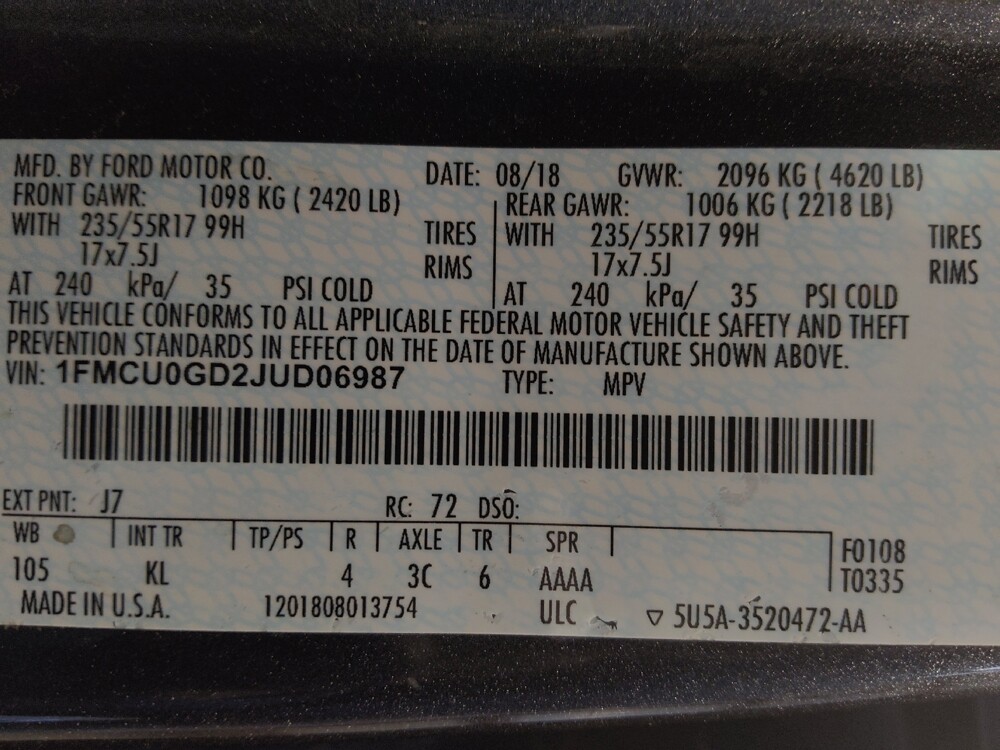 MFD. BY FORD MOTOR CO. DATE: 08/18 GVWR: 2096 KG ( 4620 LB)
FRONT GAWR: 1098 KG ( 2420 LB) REAR GAWR: 1006 KG ( 2218 LB)
WITH 235/55R17 99H TIRES WITH 235/55R17 99H TIRES
17x7.5J RIMS 17x7.5J RIMS
AT 240 kPa/ 35 PSI COLD AT 240 kPa/ 35 PSI COLD
THIS VEHICLE CONFORMS TO ALL APPLICABLE FEDERAL MOTOR VEHICLE SAFETY AND THEFT
PREVENTION STANDARDS IN EFFECT ON THE DATE OF MANUFACTURE SHOWN ABOVE.
VIN: 1FMCU0GD2JUD06987 TYPE: MPV
EXT PNT: J7 RC: 72 DSO:
WB INT TR TP/PS R AXLE TR SPR F0108
105 KL 4 3C 6 AAAA T0335
MADE IN U.S.A. 1201808013754 ULC ▽ 5U5A-3520472-AA